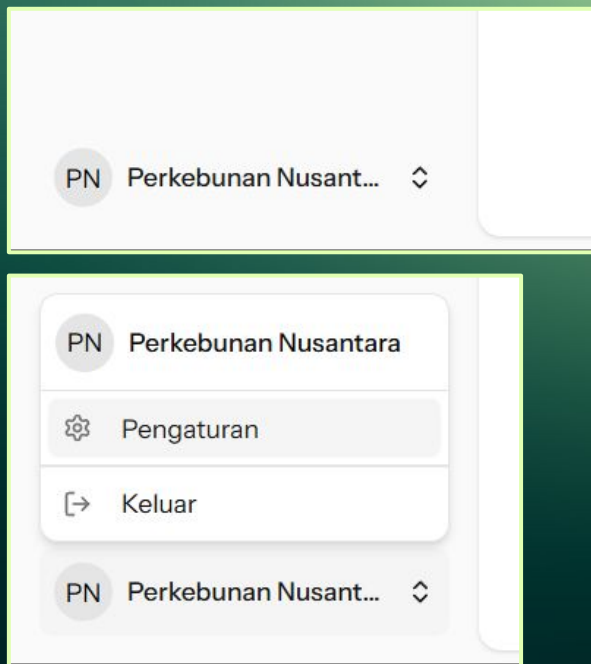 PN Perkebunan Nusant...
PN Perkebunan Nusantara
Pengaturan
Keluar
PN Perkebunan Nusant...